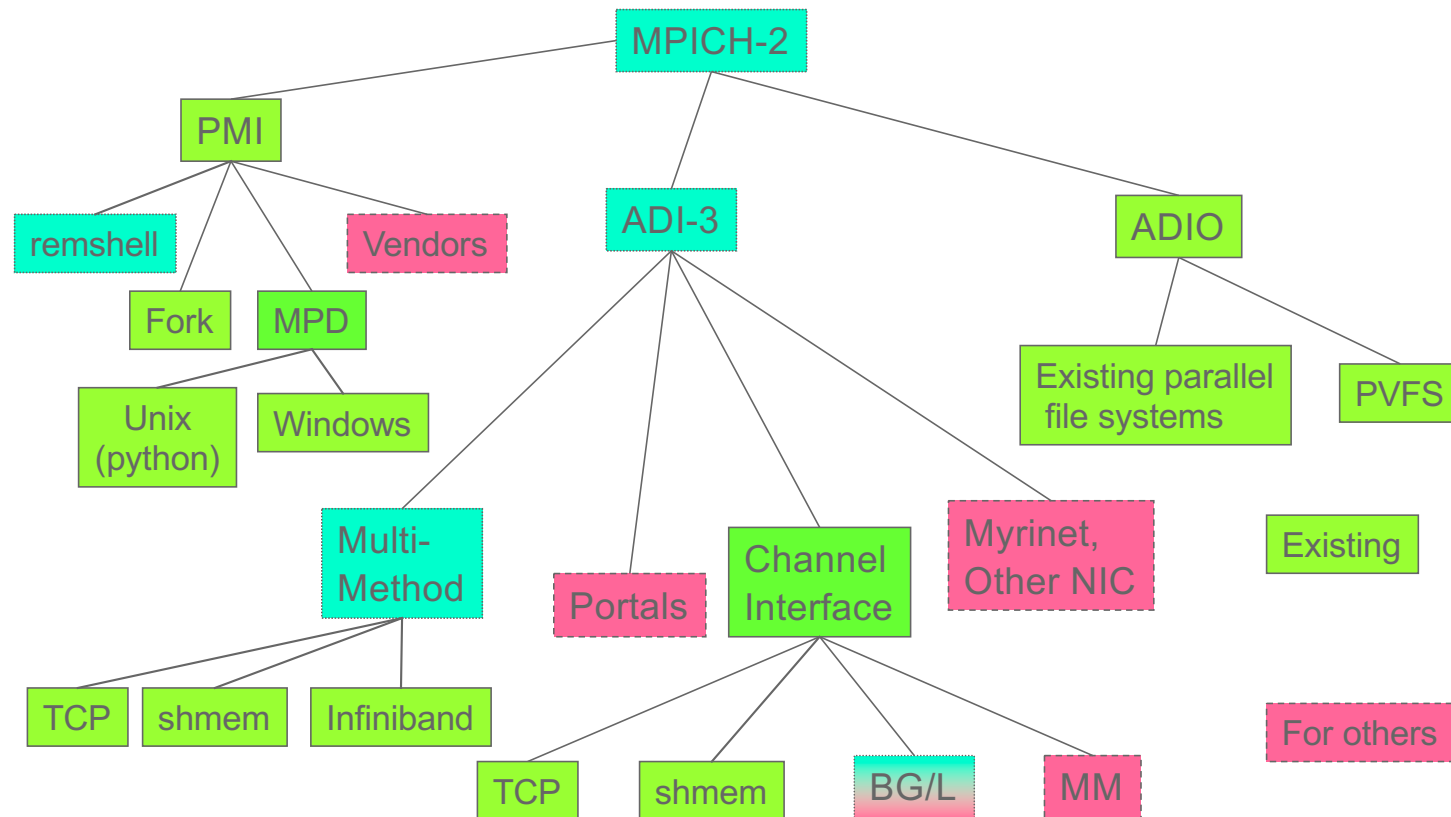 MPICH-2
PMI
remshell
Vendors
ADI-3
ADIO
Fork
MPD
Existing parallel
file systems
PVFS
Unix
(python)
Windows
Multi-
Method
Portals
Channel
Interface
Myrinet,
Other NIC
Existing
TCP
shmem
Infiniband
For others
TCP
shmem
BG/L
MM